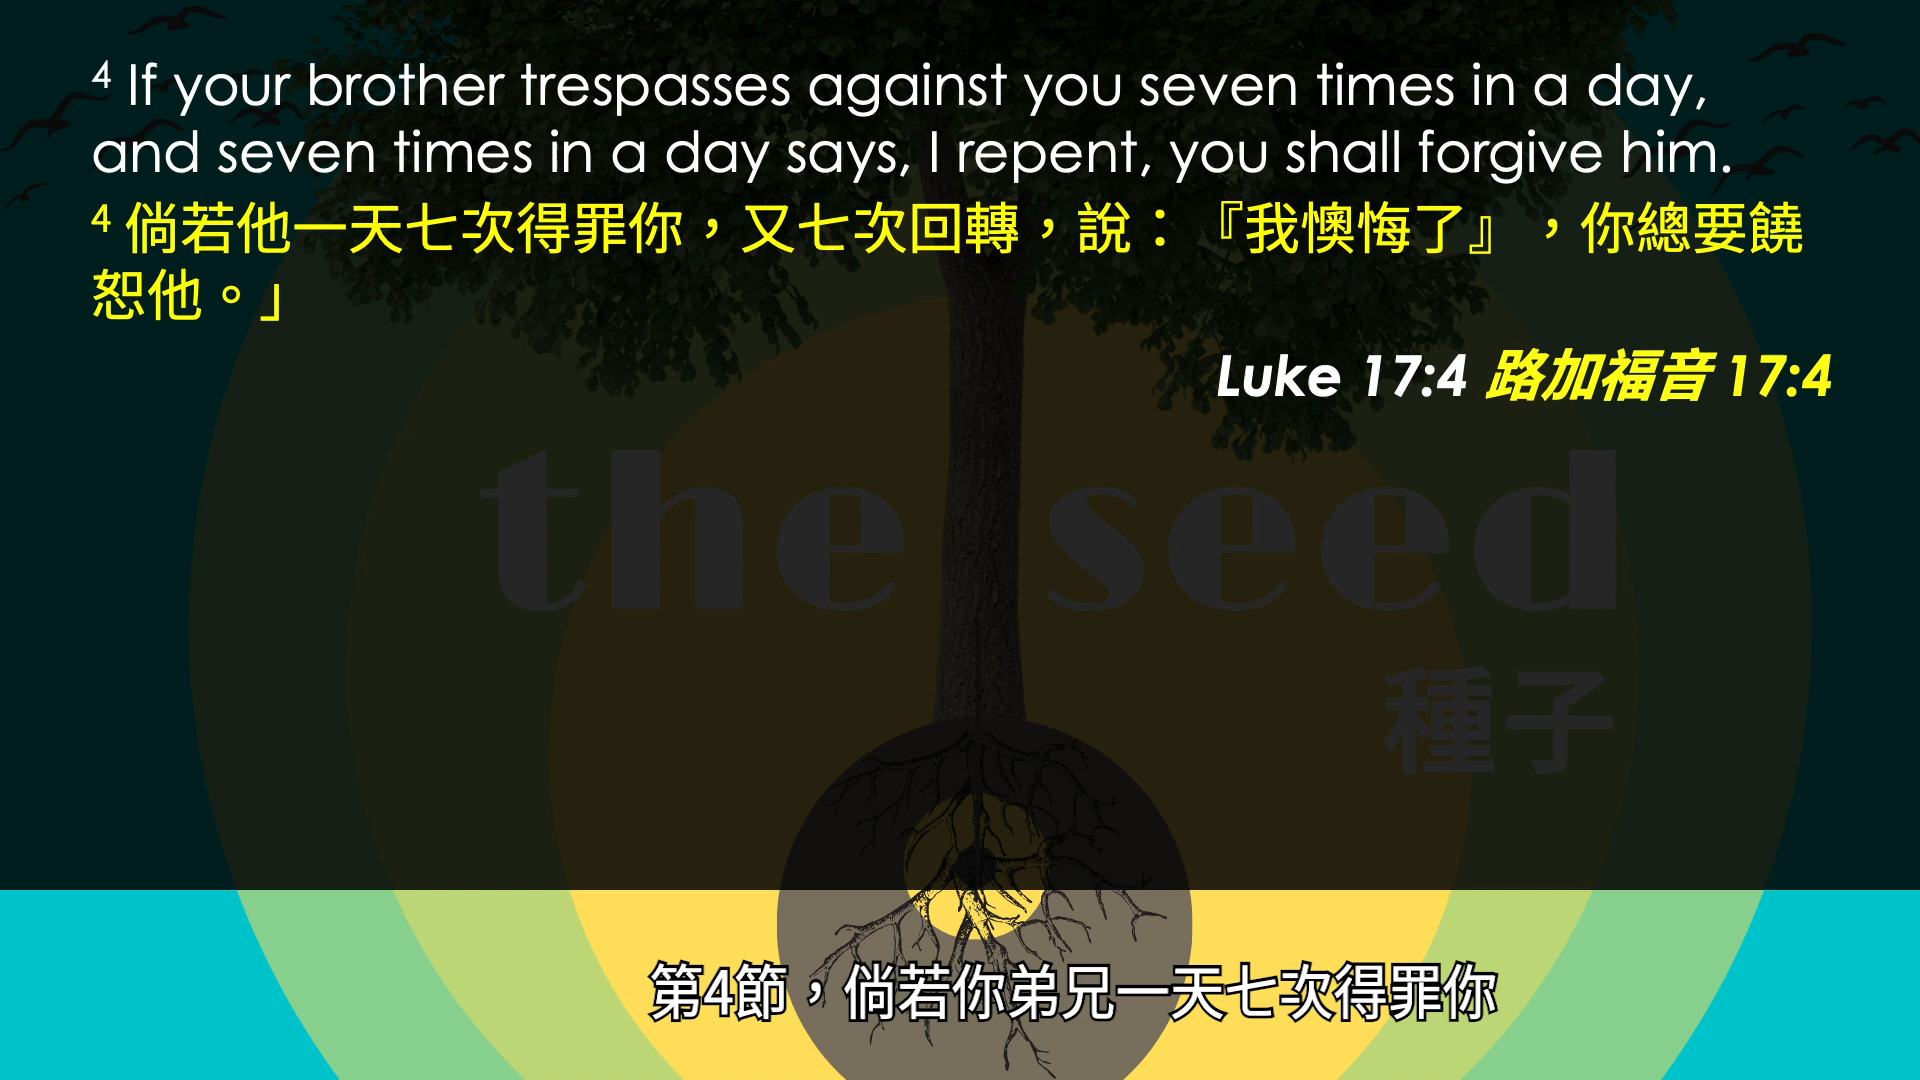 4 If your brother trespasses against you seven times in a day,
and seven times in a day says, I repent, you shall forgive him.
4 倘若他一天七次得罪你，又七次回轉，說：『我懊悔了』，你總要饒
恕他。」
Luke 17:4 路加福音 17:4
the seed
種子
第4節，倘若你弟兄一天七次得罪你